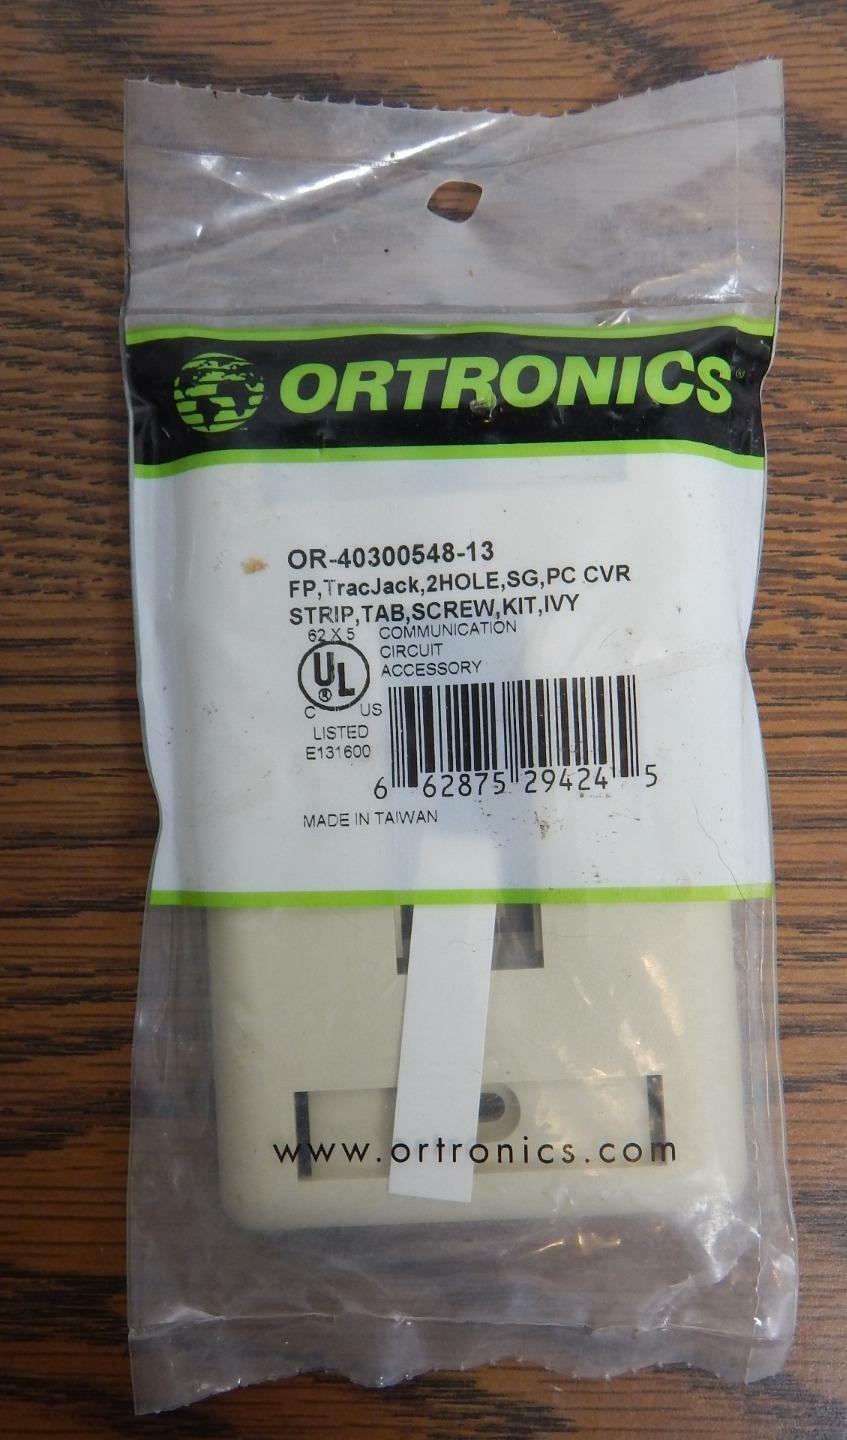 ORTRONICS®
OR-40300548-13
FP,TracJack,2HOLE,SG,PC CVR
STRIP,TAB,SCREW,KIT,IVY
62 X 5 COMMUNICATION
CIRCUIT
ACCESSORY
UL
®
C US
LISTED
E131600
6 62875 29424 5
MADE IN TAIWAN
www.ortronics.com